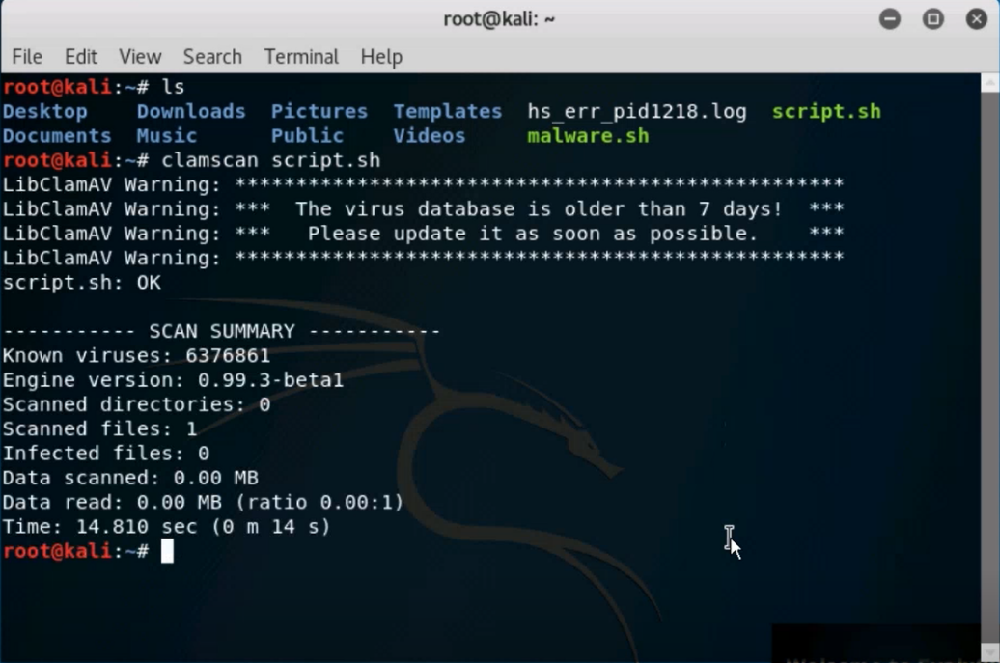 root@kali: ~
File Edit View Search Terminal Help
root@kali:~# ls
Desktop Downloads Pictures Templates hs_err_pid1218.log script.sh
Documents Music Public Videos malware.sh
root@kali:~# clamscan script.sh
LibClamAV Warning: **************************************************
LibClamAV Warning: ***  The virus database is older than 7 days!  ***
LibClamAV Warning: ***   Please update it as soon as possible.    ***
LibClamAV Warning: **************************************************
script.sh: OK
----------- SCAN SUMMARY -----------
Known viruses: 6376861
Engine version: 0.99.3-beta1
Scanned directories: 0
Scanned files: 1
Infected files: 0
Data scanned: 0.00 MB
Data read: 0.00 MB (ratio 0.00:1)
Time: 14.810 sec (0 m 14 s)
root@kali:~#